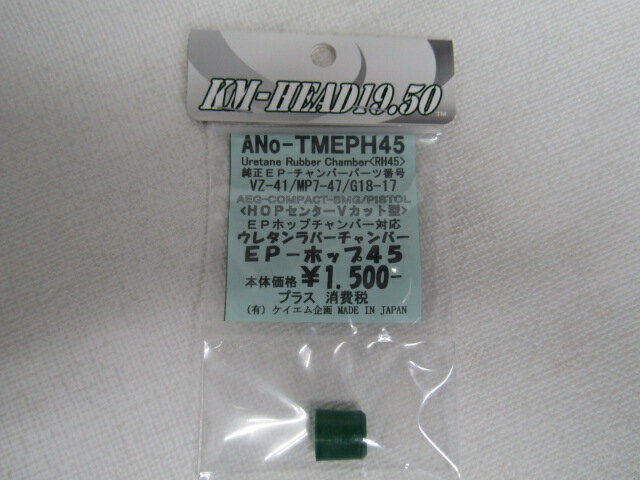 KM-HEAD19.50™
ANo-TMEPH45
Uretane Rubber Chamber<RH45>
純正EP-チャンバーパーツ番号
VZ-41/MP7-47/G18-17
AEG-COMPACT-SMG/PISTOL
<HOPセンターVカット型>
EPホップチャンバー対応
ウレタンラバーチャンバー
EP-ホップ45
本体価格 ¥1,500-
プラス 消費税
(有) ケイエム企画 MADE IN JAPAN